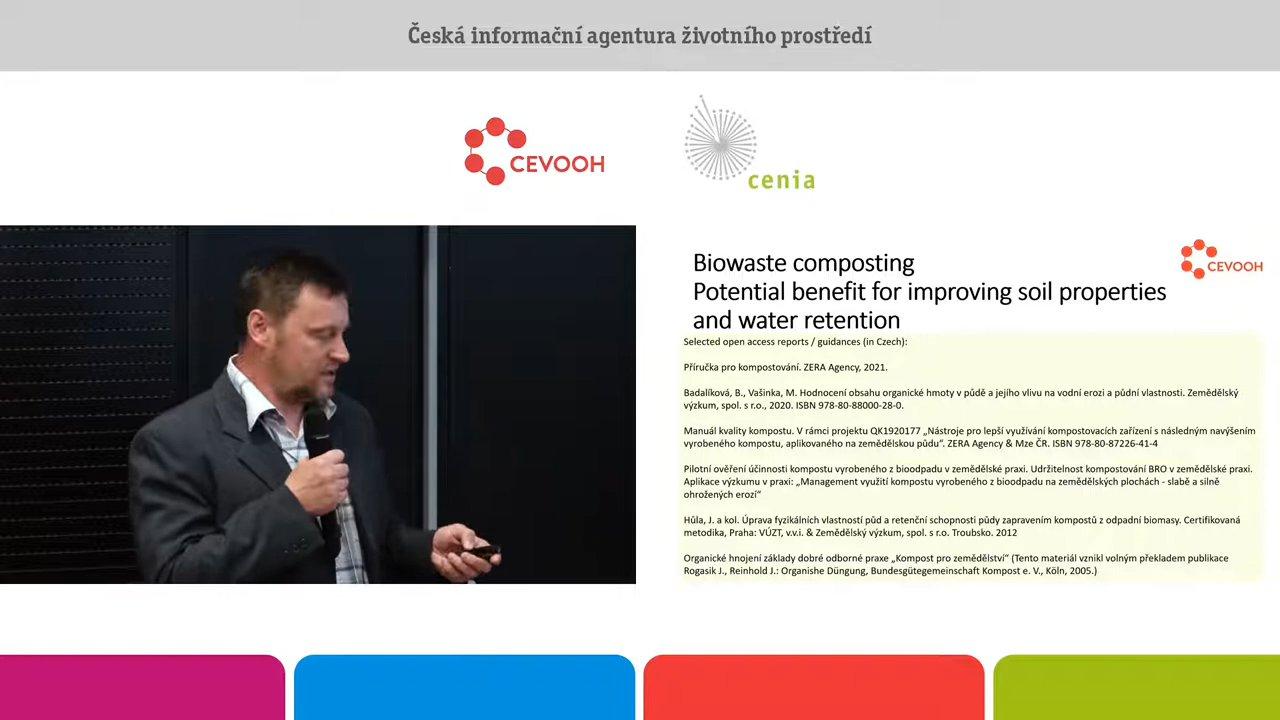 Česká informační agentura životního prostředí
CEVOOH
cenia
CEVOOH
Biowaste composting
Potential benefit for improving soil properties
and water retention
Selected open access reports / guidances (in Czech):
Příručka pro kompostování. ZERA Agency, 2021.
Badalíková, B., Vašinka, M. Hodnocení obsahu organické hmoty v půdě a jejího vlivu na vodní erozi a půdní vlastnosti. Zemědělský
výzkum, spol. s r.o., 2020. ISBN 978-80-88000-28-0.
Manuál kvality kompostu. V rámci projektu QK1920177 „Nástroje pro lepší využívání kompostovacích zařízení s následným navýšením
vyrobeného kompostu, aplikovaného na zemědělskou půdu“. ZERA Agency & Mze ČR. ISBN 978-80-87226-41-4
Pilotní ověření účinnosti kompostu vyrobeného z bioodpadu v zemědělské praxi. Udržitelnost kompostování BRO v zemědělské praxi.
Aplikace výzkumu v praxi: „Management využití kompostu vyrobeného z bioodpadu na zemědělských plochách - slabě a silně
ohrožených erozí“
Hůla, J. a kol. Úprava fyzikálních vlastností půd a retenční schopnosti půdy zapravením kompostů z odpadní biomasy. Certifikovaná
metodika, Praha: VÚZT, v.v.i. & Zemědělský výzkum, spol. s r.o. Troubsko. 2012
Organické hnojení základy dobré odborné praxe „Kompost pro zemědělství“ (Tento materiál vznikl volným překladem publikace
Rogasik J., Reinhold J.: Organishe Düngung, Bundesgütegemeinschaft Kompost e. V., Köln, 2005.)